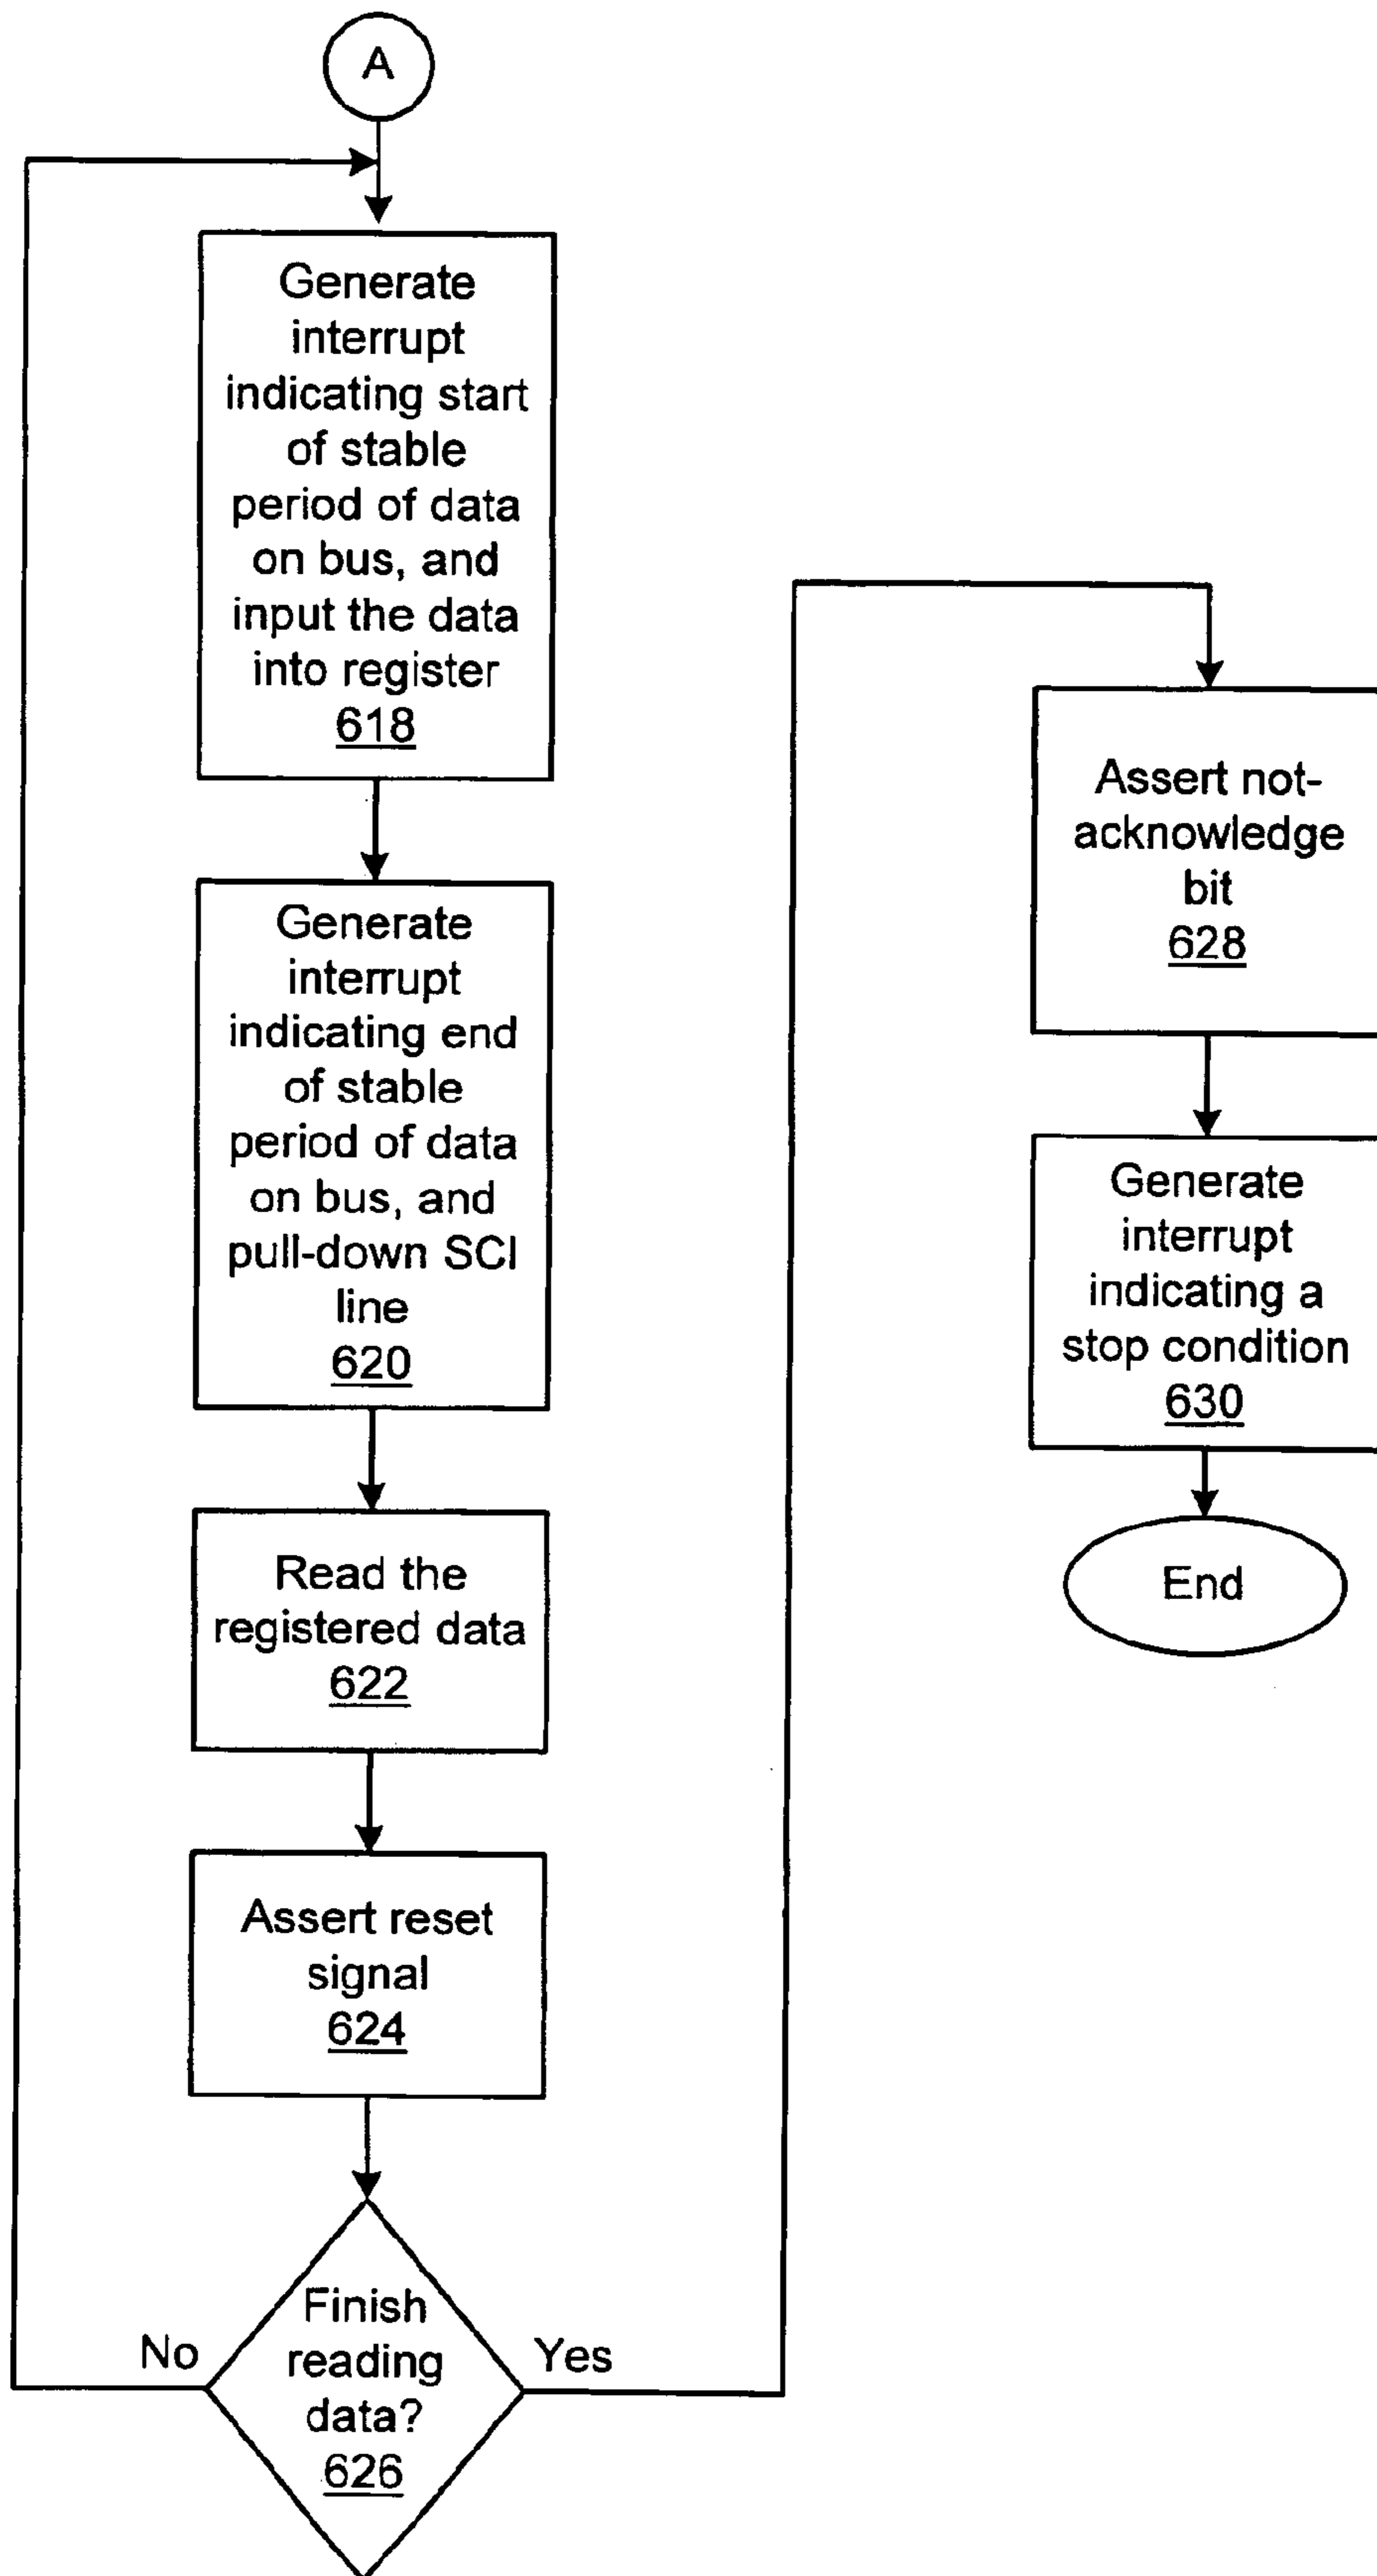 A
Generate
interrupt
indicating start
of stable
period of data
on bus, and
input the data
into register
618
Generate
interrupt
indicating end
of stable
period of data
on bus, and
pull-down SCI
line
620
Read the
registered data
622
Assert reset
signal
624
Finish
reading
data?
626
No
Yes
Assert not-
acknowledge
bit
628
Generate
interrupt
indicating a
stop condition
630
End